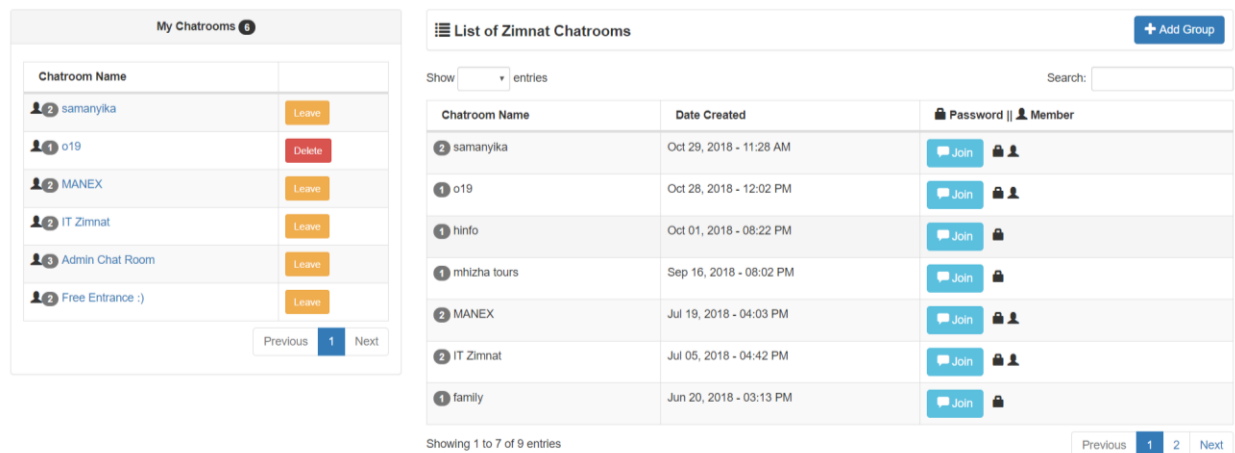 My Chatrooms 6
Chatroom Name
2 samanyika Leave
1 o19 Delete
2 MANEX Leave
2 IT Zimnat Leave
3 Admin Chat Room Leave
2 Free Entrance :) Leave
Previous 1 Next
List of Zimnat Chatrooms + Add Group
Show entries Search:
Chatroom Name Date Created Password || Member
2 samanyika Oct 29, 2018 - 11:28 AM Join
1 o19 Oct 28, 2018 - 12:02 PM Join
1 hinfo Oct 01, 2018 - 08:22 PM Join
1 mhizha tours Sep 16, 2018 - 08:02 PM Join
2 MANEX Jul 19, 2018 - 04:03 PM Join
2 IT Zimnat Jul 05, 2018 - 04:42 PM Join
1 family Jun 20, 2018 - 03:13 PM Join
Showing 1 to 7 of 9 entries Previous 1 2 Next